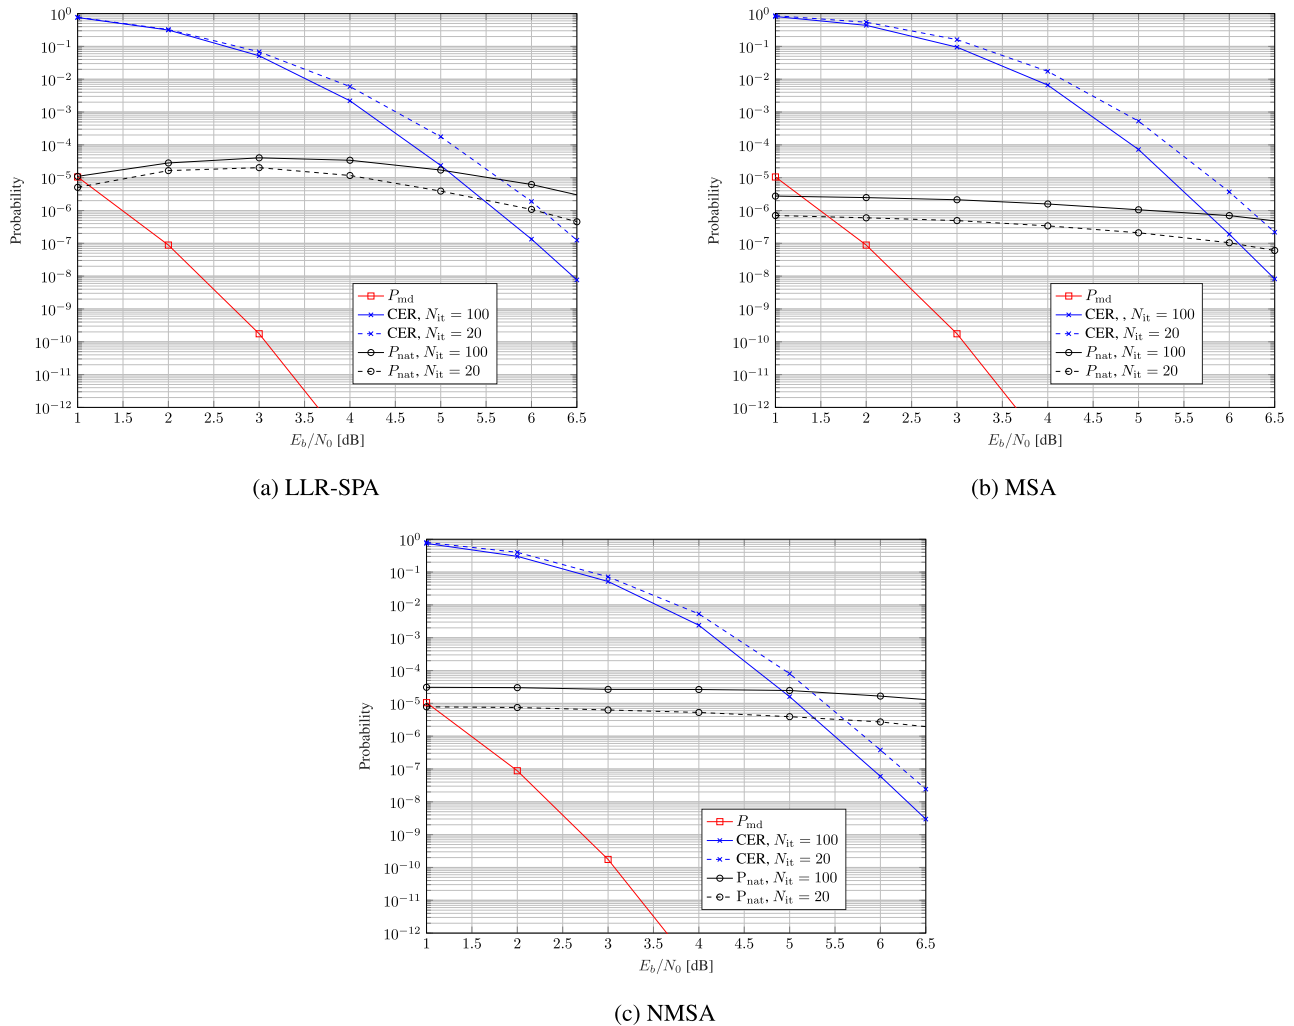 10^0
10^−1
10^−2
10^−3
10^−4
10^−5
10^−6
10^−7
10^−8
10^−9
10^−10
10^−11
10^−12
Probability
P_md
CER, N_it = 100
CER, N_it = 20
P_nat, N_it = 100
P_nat, N_it = 20
1 1.5 2 2.5 3 3.5 4 4.5 5 5.5 6 6.5
E_b/N_0 [dB]
(a) LLR-SPA
10^0
10^−1
10^−2
10^−3
10^−4
10^−5
10^−6
10^−7
10^−8
10^−9
10^−10
10^−11
10^−12
Probability
P_md
CER, , N_it = 100
CER, N_it = 20
P_nat, N_it = 100
P_nat, N_it = 20
1 1.5 2 2.5 3 3.5 4 4.5 5 5.5 6 6.5
E_b/N_0 [dB]
(b) MSA
10^0
10^−1
10^−2
10^−3
10^−4
10^−5
10^−6
10^−7
10^−8
10^−9
10^−10
10^−11
10^−12
Probability
P_md
CER, N_it = 100
CER, N_it = 20
P_nat, N_it = 100
P_nat, N_it = 20
1 1.5 2 2.5 3 3.5 4 4.5 5 5.5 6 6.5
E_b/N_0 [dB]
(c) NMSA